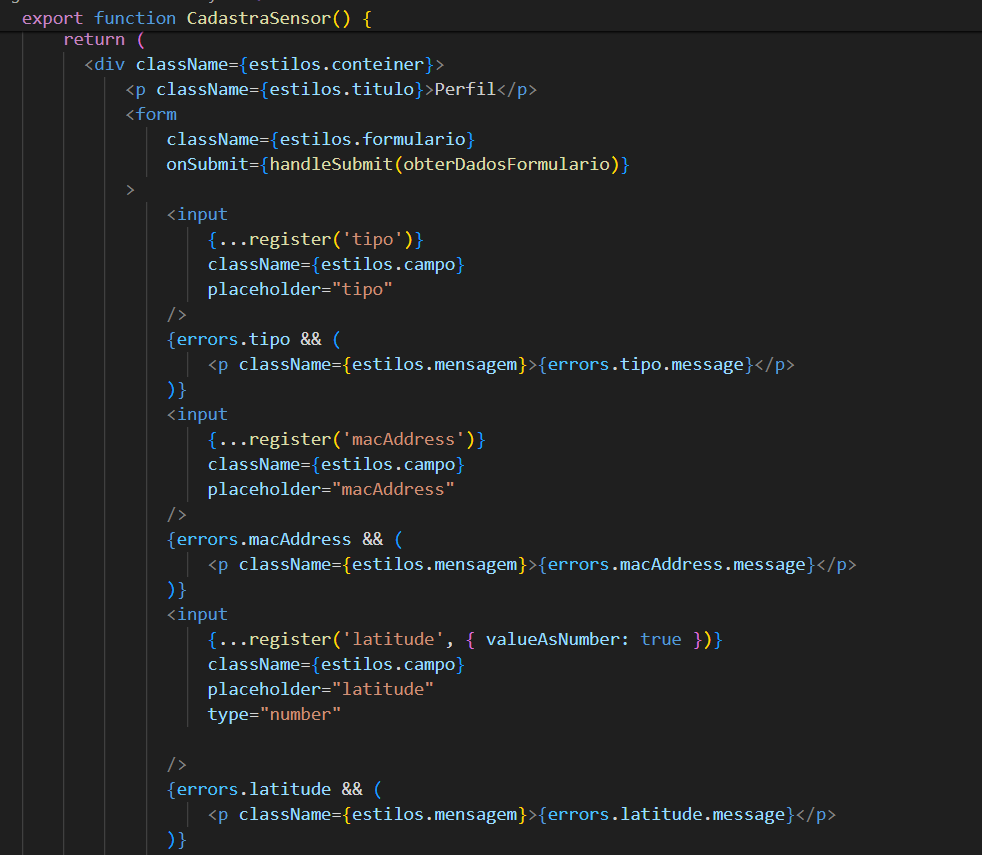 export function CadastraSensor() {
return (
<div className={estilos.conteiner}>
<p className={estilos.titulo}>Perfil</p>
<form
className={estilos.formulario}
onSubmit={handleSubmit(obterDadosFormulario)}
>
<input
{...register('tipo')}
className={estilos.campo}
placeholder="tipo"
/>
{errors.tipo && (
<p className={estilos.mensagem}>{errors.tipo.message}</p>
)}
<input
{...register('macAddress')}
className={estilos.campo}
placeholder="macAddress"
/>
{errors.macAddress && (
<p className={estilos.mensagem}>{errors.macAddress.message}</p>
)}
<input
{...register('latitude', { valueAsNumber: true })}
className={estilos.campo}
placeholder="latitude"
type="number"
/>
{errors.latitude && (
<p className={estilos.mensagem}>{errors.latitude.message}</p>
)}